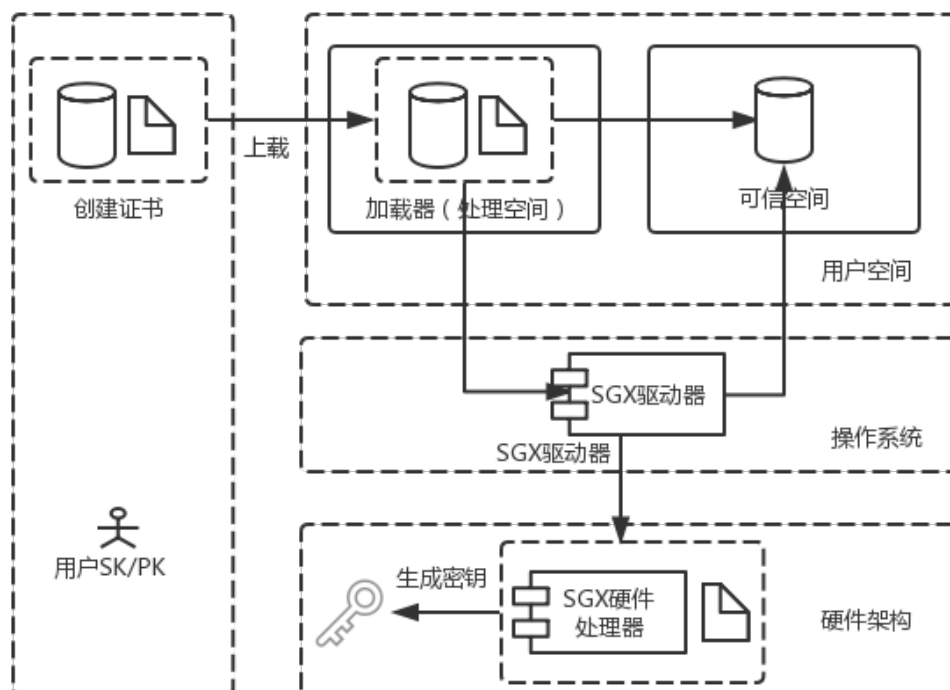 上载
创建证书
加载器（处理空间）
可信空间
用户空间
SGX驱动器
SGX驱动器
操作系统
用户SK/PK
生成密钥
SGX硬件
处理器
硬件架构